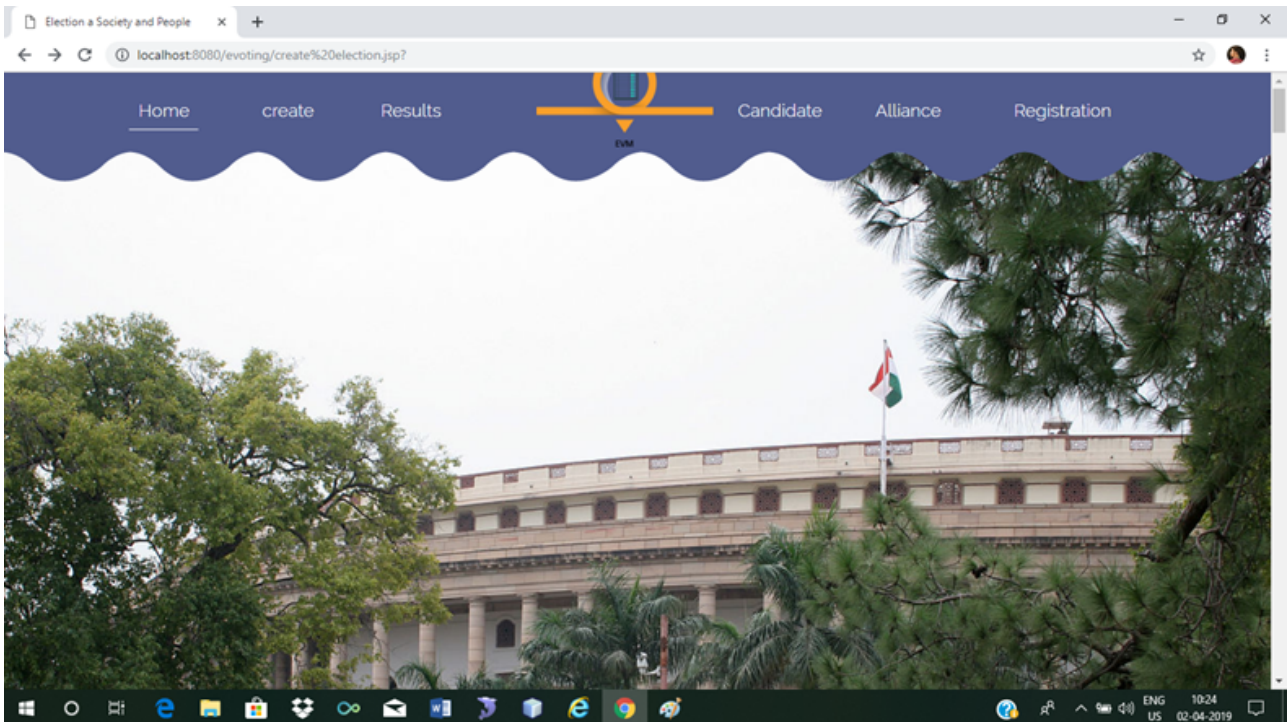 Election a Society and People
localhost:8080/evoting/create%20election.jsp?
Home create Results Candidate Alliance Registration
EVM
ENG 10:24
US 02-04-2019